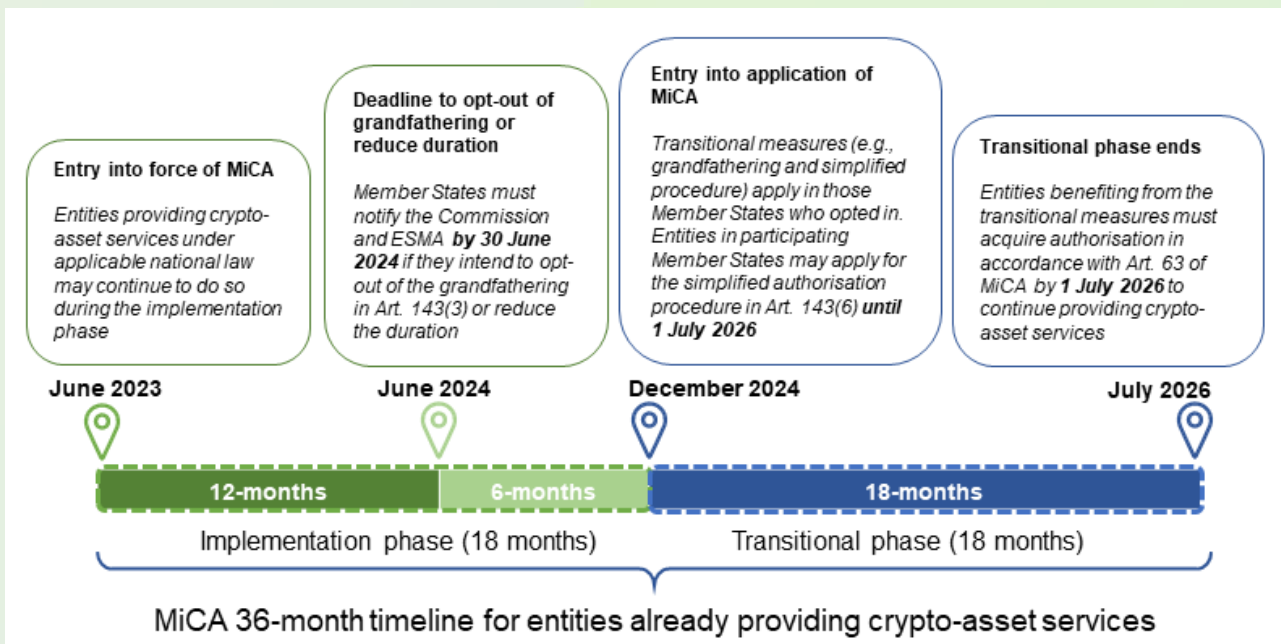 Entry into force of MiCA
Entities providing crypto-
asset services under
applicable national law
may continue to do so
during the implementation
phase
Deadline to opt-out of
grandfathering or
reduce duration
Member States must
notify the Commission
and ESMA by 30 June
2024 if they intend to opt-
out of the grandfathering
in Art. 143(3) or reduce
the duration
Entry into application of
MiCA
Transitional measures (e.g.,
grandfathering and simplified
procedure) apply in those
Member States who opted in.
Entities in participating
Member States may apply for
the simplified authorisation
procedure in Art. 143(6) until
1 July 2026
Transitional phase ends
Entities benefiting from the
transitional measures must
acquire authorisation in
accordance with Art. 63 of
MiCA by 1 July 2026 to
continue providing crypto-
asset services
June 2023
June 2024
December 2024
July 2026
12-months
6-months
18-months
Implementation phase (18 months)
Transitional phase (18 months)
MiCA 36-month timeline for entities already providing crypto-asset services